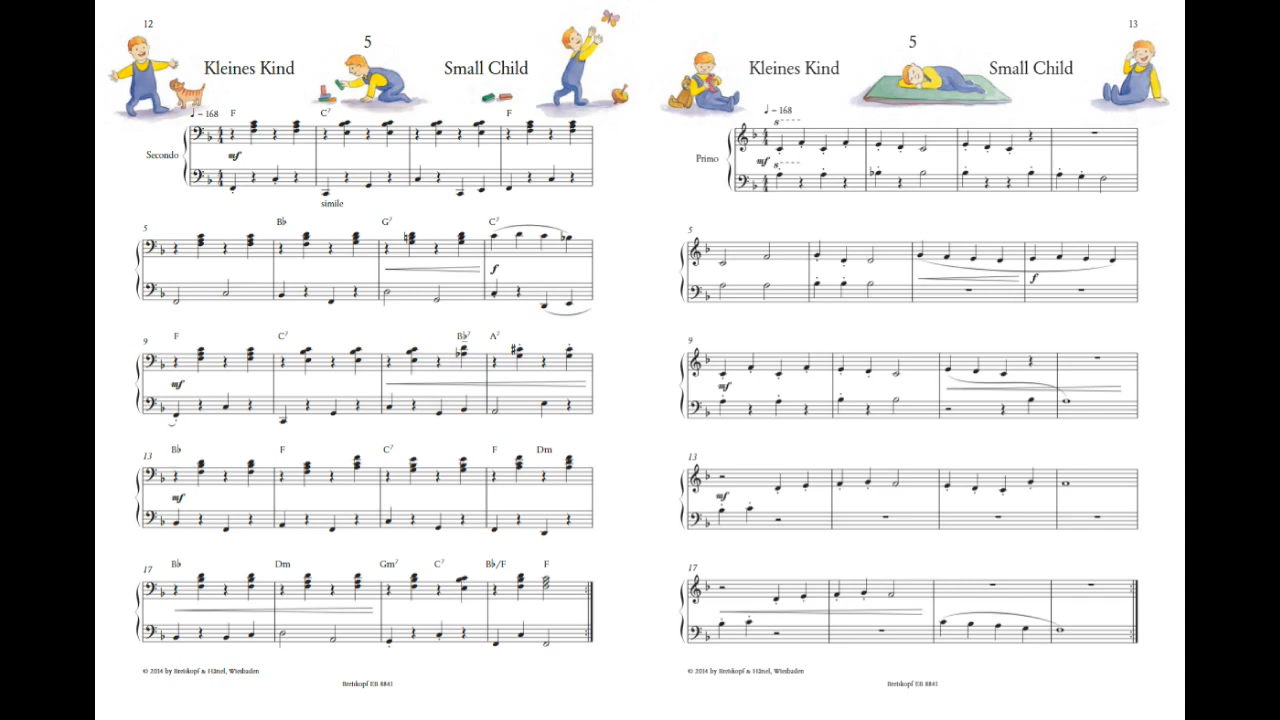 12
5
Kleines Kind Small Child
♩ = 168 F C7 F
Secondo mf
simile
5 B♭ G7 C7
f
9 F C7 B♭7 A7
mf
13 B♭ F C7 F Dm
mf
17 B♭ Dm Gm7 C7 B♭/F F
© 2014 by Breitkopf & Härtel, Wiesbaden
Breitkopf EB 8841
13
5
Kleines Kind Small Child
♩ = 168
8
Primo mf
8
5
f
9
mf
13
mf
17
© 2014 by Breitkopf & Härtel, Wiesbaden
Breitkopf EB 8841